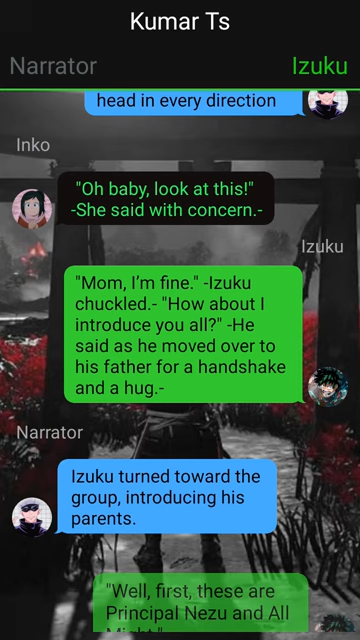 Kumar Ts
Narrator
Izuku
head in every direction
Inko
"Oh baby, look at this!"
-She said with concern.-
Izuku
"Mom, I'm fine." -Izuku
chuckled.- "How about I
introduce you all?" -He
said as he moved over to
his father for a handshake
and a hug.-
Narrator
Izuku turned toward the
group, introducing his
parents.
"Well, first, these are
Principal Nezu and All
Might."